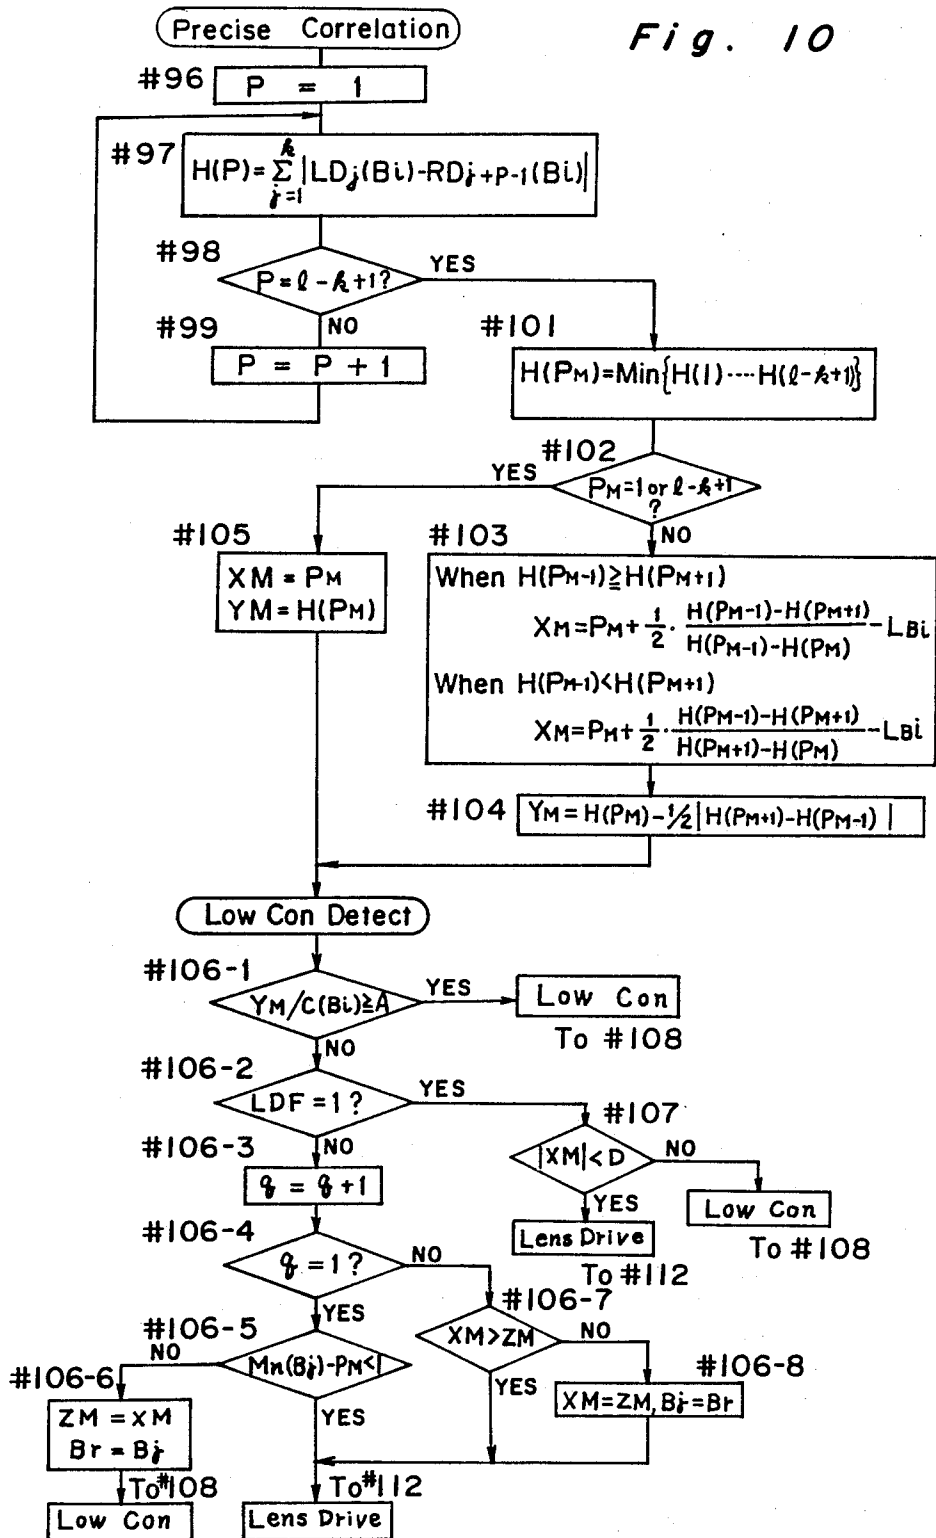 Fig. 10
Precise Correlation
#96
P = 1
#97
H(P)=∑|LDj(Bi)-RDj+p-1(Bi)|
k
j=1
#98
P=ℓ-k+1?
YES
NO
#99
P = P + 1
#101
H(PM)=Min{H(1)····H(ℓ-k+1)}
#102
PM=1 or ℓ-k+1
?
YES
NO
#105
XM = PM
YM = H(PM)
#103
When H(PM-1)≧H(PM+1)
XM=PM+ 1/2 · H(PM-1)-H(PM+1)/H(PM-1)-H(PM) -LBi
When H(PM-1)<H(PM+1)
XM=PM+ 1/2 · H(PM-1)-H(PM+1)/H(PM+1)-H(PM) -LBi
#104
YM=H(PM)-1/2|H(PM+1)-H(PM-1)|
Low Con Detect
#106-1
YM/C(Bi)≧A
YES
Low Con
To #108
NO
#106-2
LDF=1?
YES
#107
|XM|<D
NO
Low Con
To #108
YES
Lens Drive
To #112
NO
#106-3
q = q+1
#106-4
q = 1?
NO
YES
#106-7
XM>ZM
NO
YES
#106-8
XM=ZM, Bj=Br
#106-5
Mn(Bj)-PM<1
NO
YES
#106-6
ZM = XM
Br = Bj
To #108
Low Con
To #112
Lens Drive